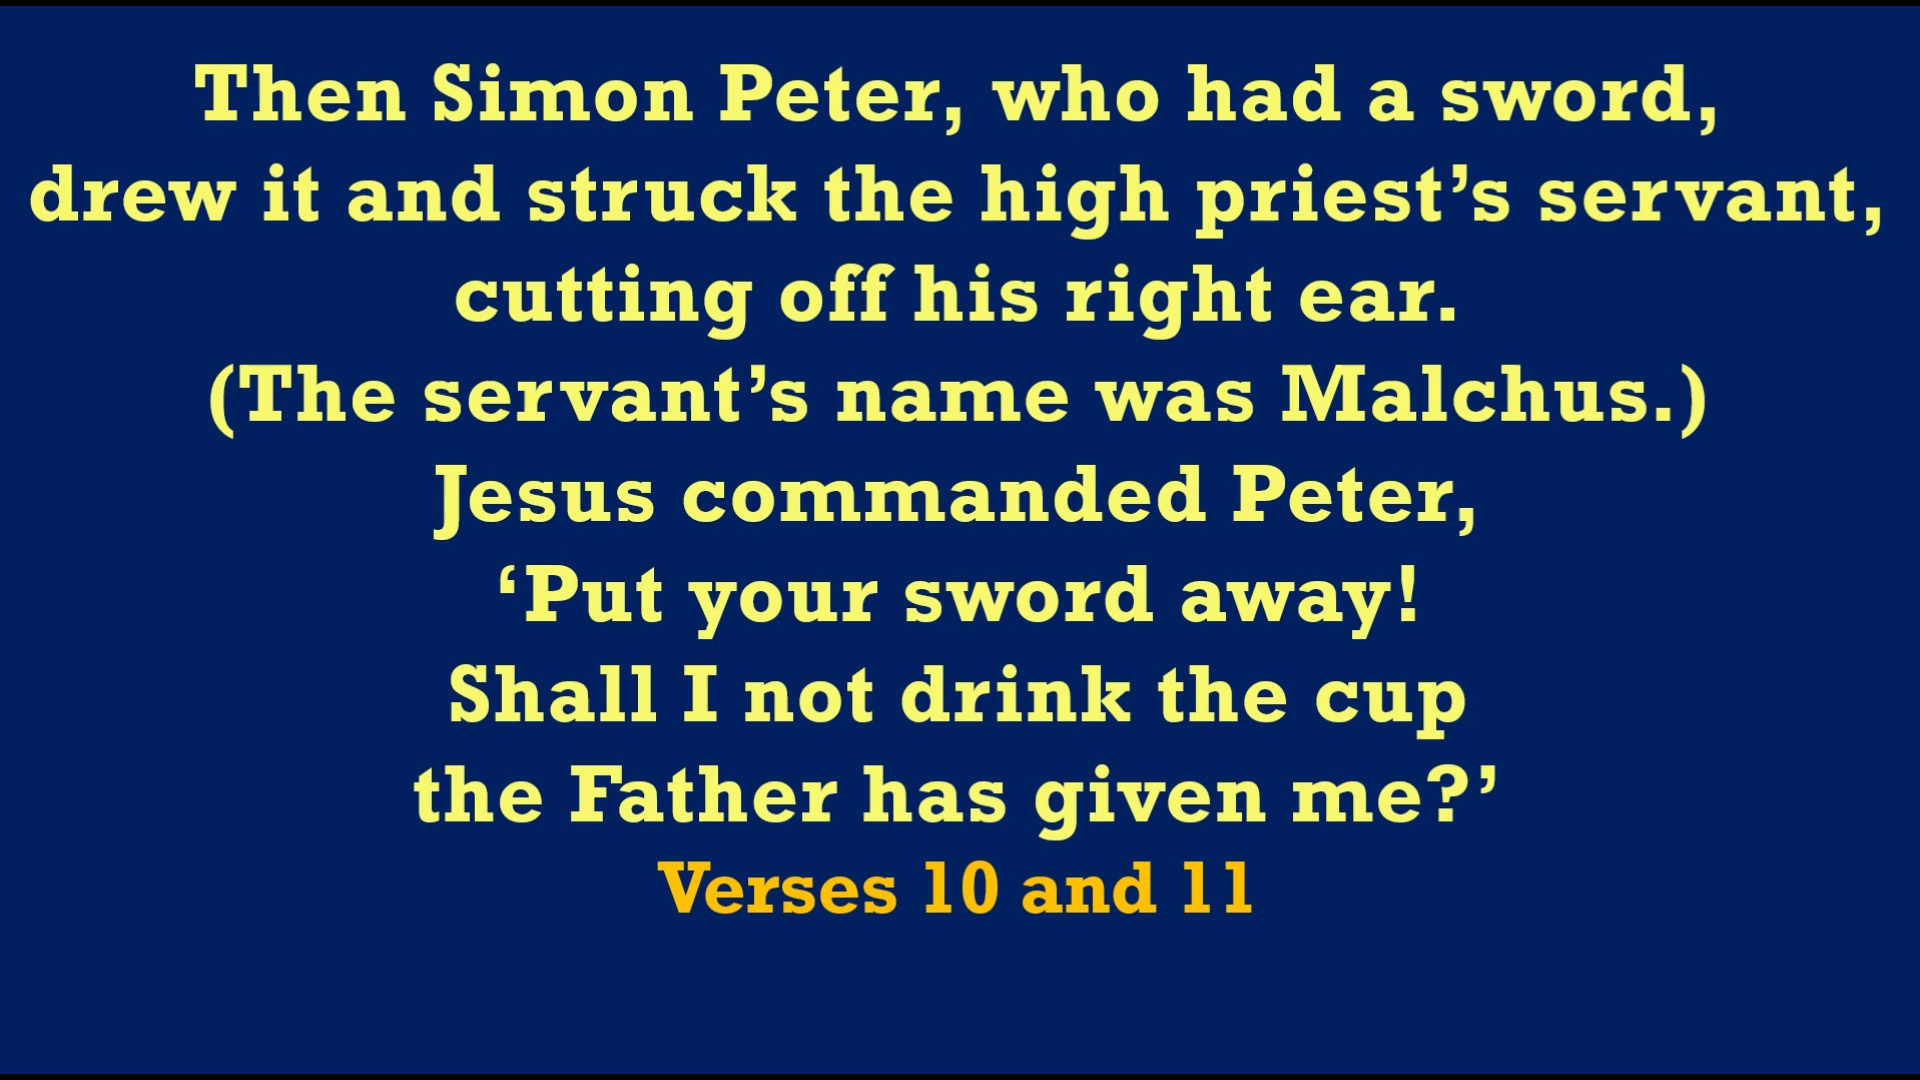 Then Simon Peter, who had a sword,
drew it and struck the high priest’s servant,
cutting off his right ear.
(The servant’s name was Malchus.)
Jesus commanded Peter,
‘Put your sword away!
Shall I not drink the cup
the Father has given me?’
Verses 10 and 11